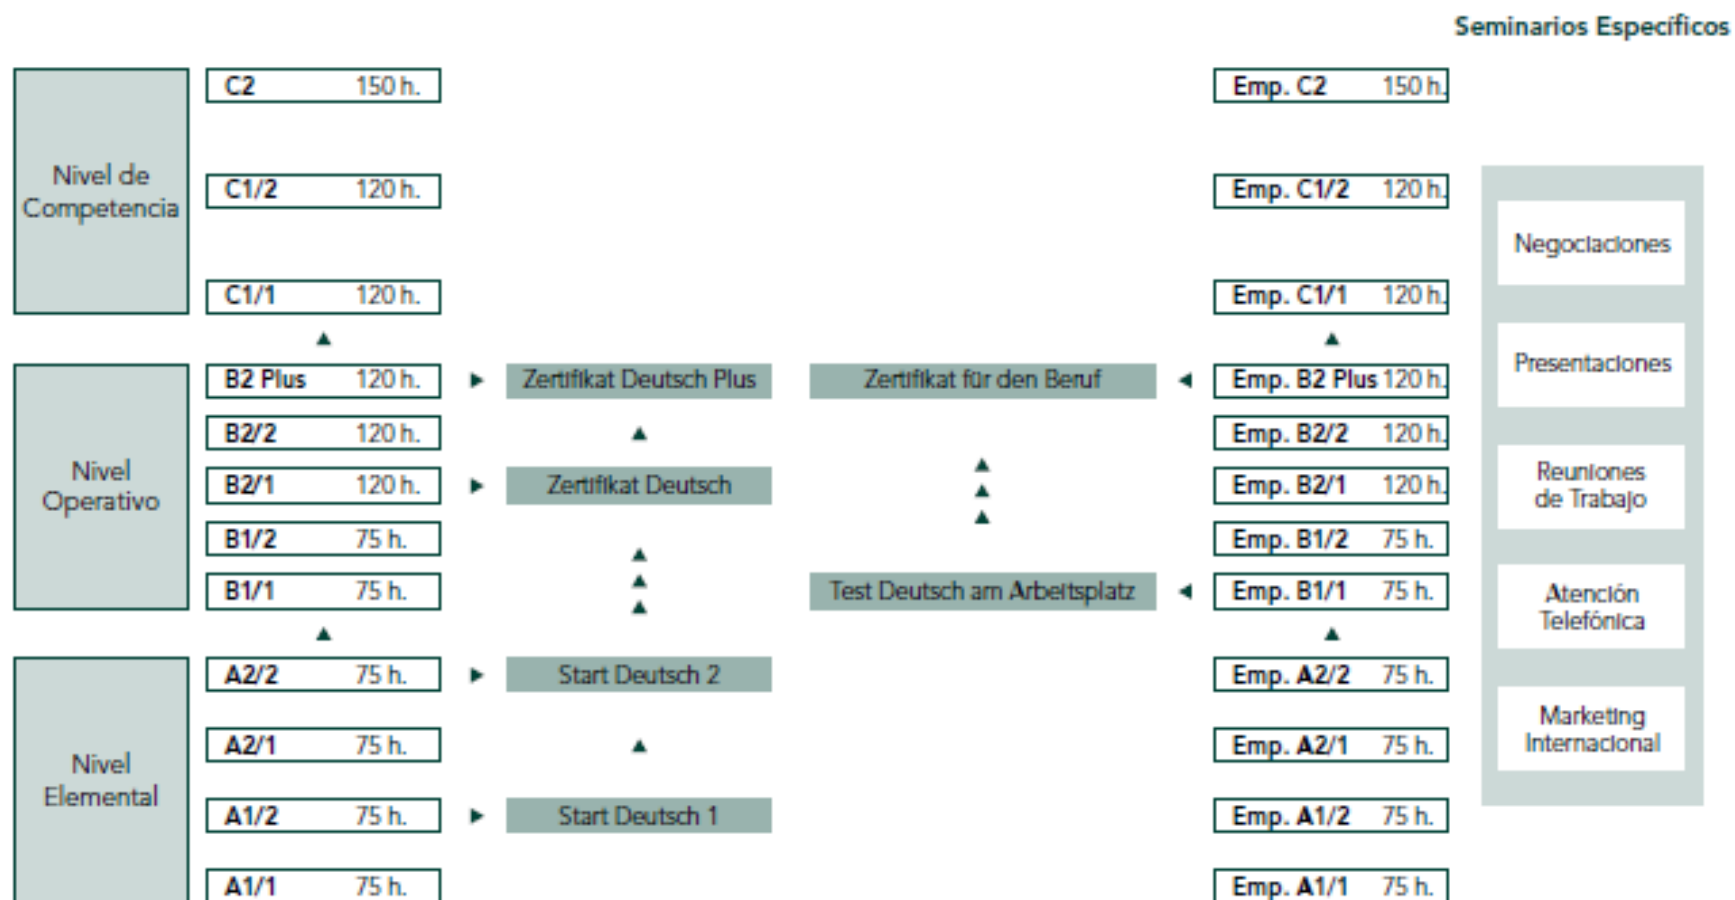 Seminarios Específicos
C2 150 h.
Emp. C2 150 h.
Nivel de
Competencia
C1/2 120 h.
Emp. C1/2 120 h.
Negociaciones
C1/1 120 h.
Emp. C1/1 120 h.
Presentaciones
B2 Plus 120 h.
Zertifikat Deutsch Plus
Zertifikat für den Beruf
Emp. B2 Plus 120 h.
B2/2 120 h.
Emp. B2/2 120 h.
Nivel
Operativo
B2/1 120 h.
Zertifikat Deutsch
Emp. B2/1 120 h.
Reuniones
de Trabajo
B1/2 75 h.
Emp. B1/2 75 h.
B1/1 75 h.
Test Deutsch am Arbeitsplatz
Emp. B1/1 75 h.
Atención
Telefónica
A2/2 75 h.
Start Deutsch 2
Emp. A2/2 75 h.
A2/1 75 h.
Emp. A2/1 75 h.
Marketing
Internacional
Nivel
Elemental
A1/2 75 h.
Start Deutsch 1
Emp. A1/2 75 h.
A1/1 75 h.
Emp. A1/1 75 h.